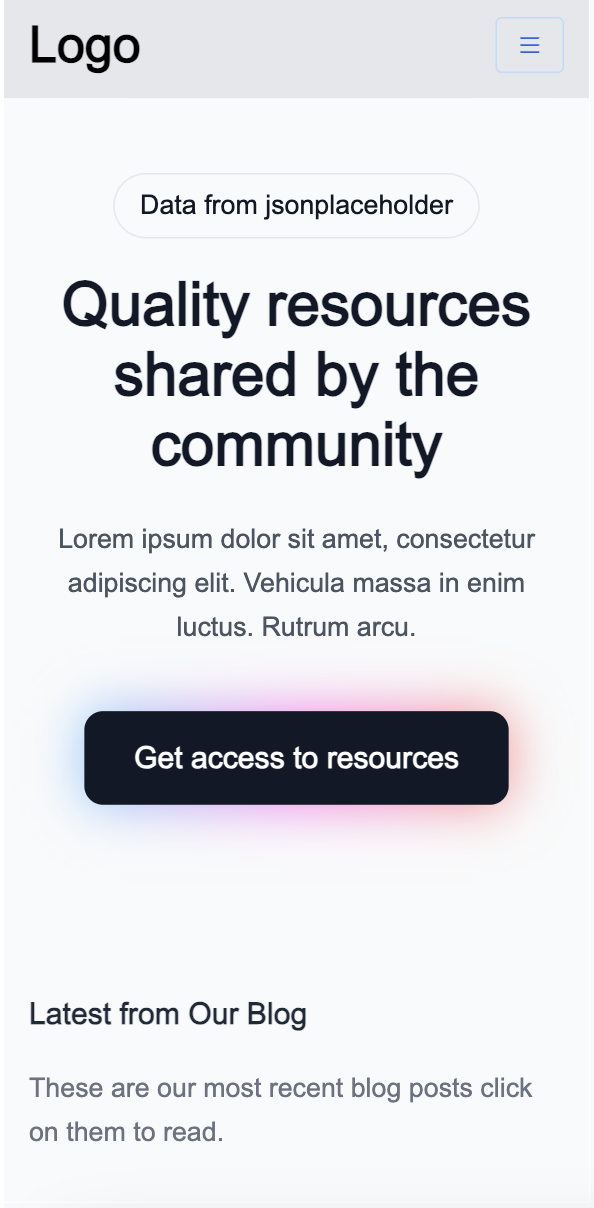 Logo
Data from jsonplaceholder
Quality resources
shared by the
community
Lorem ipsum dolor sit amet, consectetur
adipiscing elit. Vehicula massa in enim
luctus. Rutrum arcu.
Get access to resources
Latest from Our Blog
These are our most recent blog posts click
on them to read.